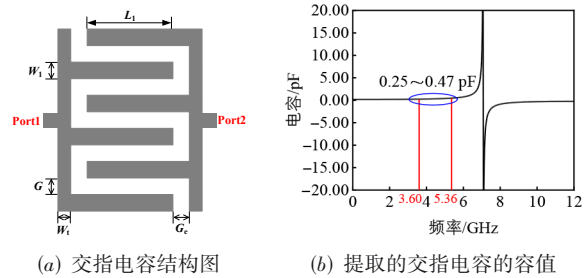 L₁
W₁
Port1
Port2
G
Wₜ
Gₑ
(a) 交指电容结构图
20.00
15.00
10.00
5.00
0.00
−5.00
−10.00
−15.00
−20.00
电容/pF
0.25～0.47 pF
3.60
5.36
0 2 4 6 8 10 12
频率/GHz
(b) 提取的交指电容的容值